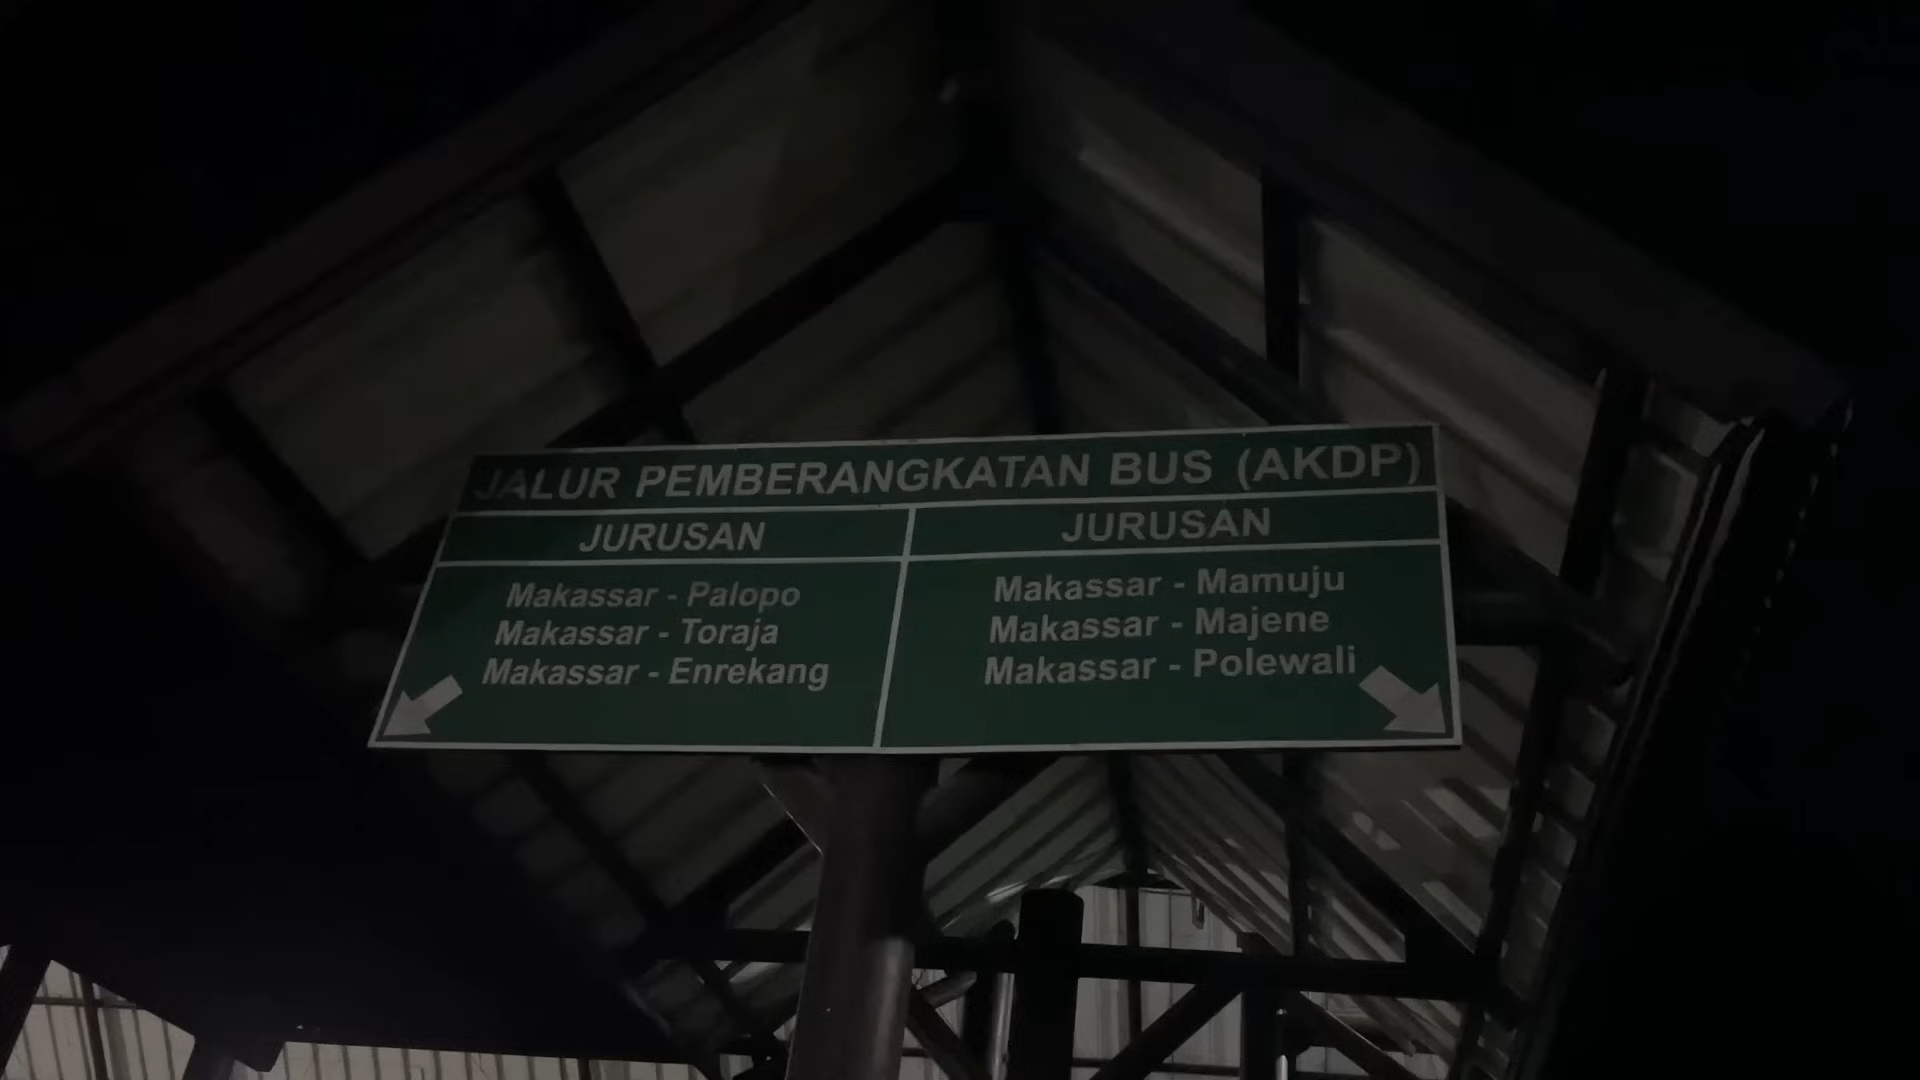 JALUR PEMBERANGKATAN BUS (AKDP)
JURUSAN
Makassar - Palopo
Makassar - Toraja
Makassar - Enrekang
JURUSAN
Makassar - Mamuju
Makassar - Majene
Makassar - Polewali